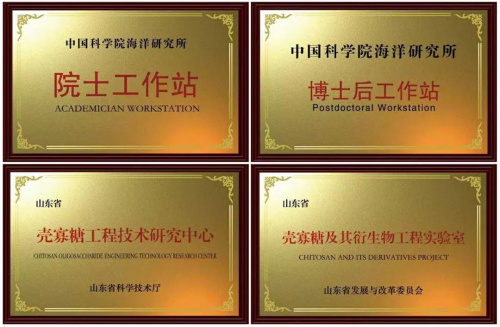 中国科学院海洋研究所
院士工作站
ACADEMICIAN WORKSTATION
中国科学院海洋研究所
博士后工作站
Postdoctoral Workstation
山东省
壳寡糖工程技术研究中心
CHITOSAN OLIGOSACCHARIDE ENGINEERING TECHNOLOGY RESEARCH CENTER
山东省科学技术厅
山东省
壳寡糖及其衍生物工程实验室
CHITOSAN AND ITS DERIVATIVES PROJECT
山东省发展与改革委员会